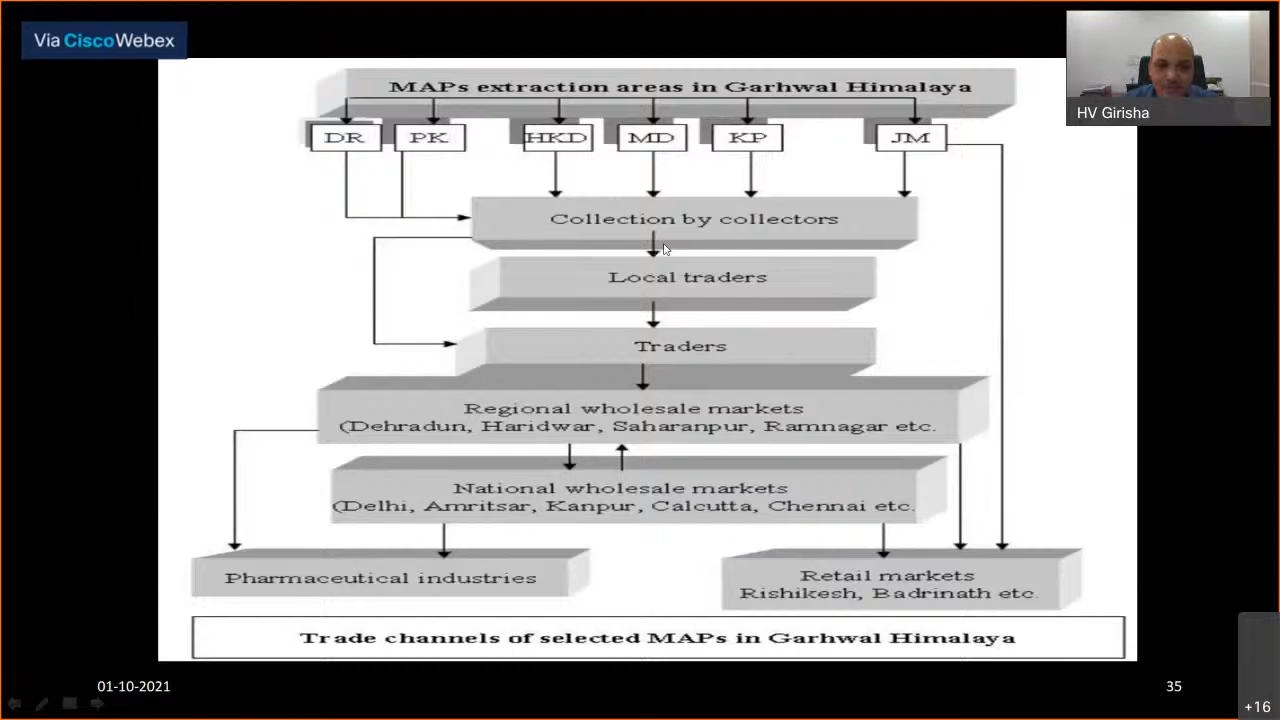 Via CiscoWebex
HV Girisha
MAPs extraction areas in Garhwal Himalaya
DR
PK
HKD
MD
KP
JM
Collection by collectors
Local traders
Traders
Regional wholesale markets
(Dehradun, Haridwar, Saharanpur, Ramnagar etc.
National wholesale markets
(Delhi, Amritsar, Kanpur, Calcutta, Chennai etc.
Pharmaceutical industries
Retail markets
Rishikesh, Badrinath etc.
Trade channels of selected MAPs in Garhwal Himalaya
01-10-2021
35
+16